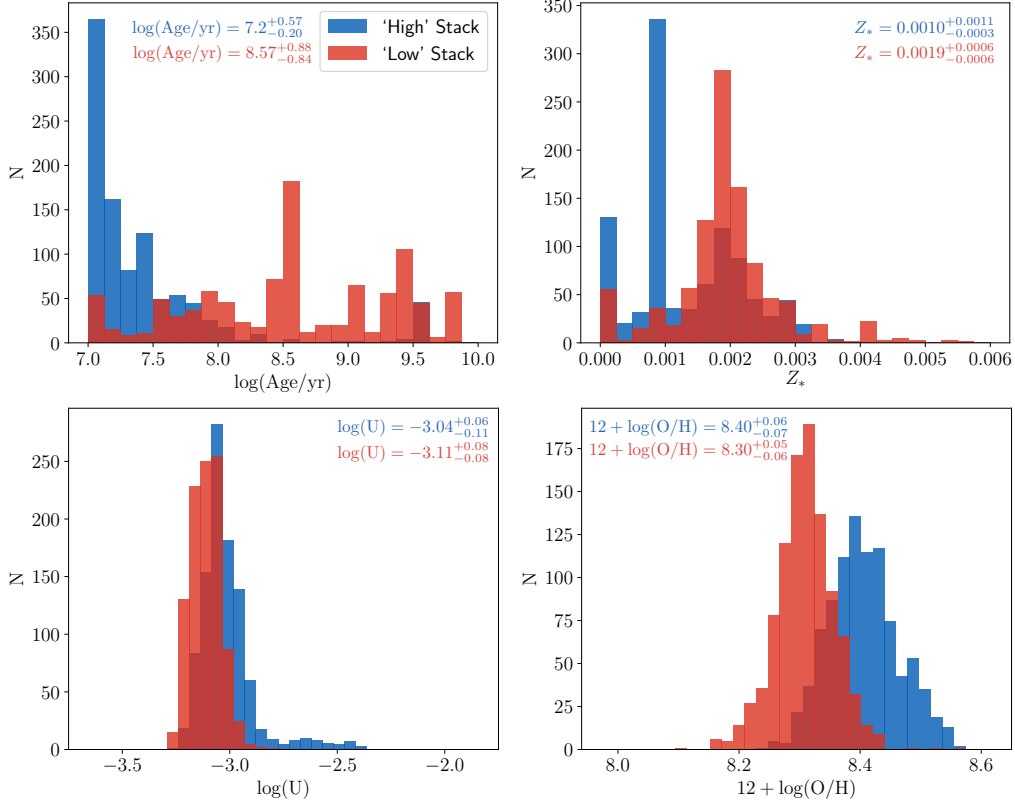 log(Age/yr) = 7.2^{+0.57}_{-0.20}
log(Age/yr) = 8.57^{+0.88}_{-0.84}
‘High’ Stack
‘Low’ Stack
N
350
300
250
200
150
100
50
0
7.0 7.5 8.0 8.5 9.0 9.5 10.0
log(Age/yr)
Z_* = 0.0010^{+0.0011}_{-0.0003}
Z_* = 0.0019^{+0.0006}_{-0.0006}
N
350
300
250
200
150
100
50
0
0.000 0.001 0.002 0.003 0.004 0.005 0.006
Z_*
log(U) = −3.04^{+0.06}_{-0.11}
log(U) = −3.11^{+0.08}_{-0.08}
N
250
200
150
100
50
0
−3.5 −3.0 −2.5 −2.0
log(U)
12 + log(O/H) = 8.40^{+0.06}_{-0.07}
12 + log(O/H) = 8.30^{+0.05}_{-0.06}
N
175
150
125
100
75
50
25
0
8.0 8.2 8.4 8.6
12 + log(O/H)